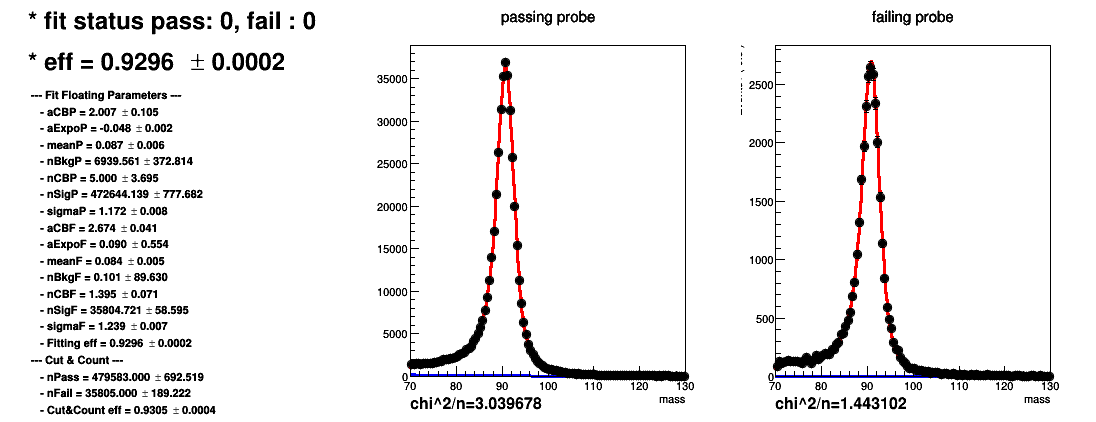 * fit status pass: 0, fail : 0
* eff = 0.9296 ± 0.0002
--- Fit Floating Parameters ---
- aCBP = 2.007 ± 0.105
- aExpoP = -0.048 ± 0.002
- meanP = 0.087 ± 0.006
- nBkgP = 6939.561 ± 372.814
- nCBP = 5.000 ± 3.695
- nSigP = 472644.139 ± 777.682
- sigmaP = 1.172 ± 0.008
- aCBF = 2.674 ± 0.041
- aExpoF = 0.090 ± 0.554
- meanF = 0.084 ± 0.005
- nBkgF = 0.101 ± 89.630
- nCBF = 1.395 ± 0.071
- nSigF = 35804.721 ± 58.595
- sigmaF = 1.239 ± 0.007
- Fitting eff = 0.9296 ± 0.0002
--- Cut & Count ---
- nPass = 479583.000 ± 692.519
- nFail = 35805.000 ± 189.222
- Cut&Count eff = 0.9305 ± 0.0004
passing probe
35000
30000
25000
20000
15000
10000
5000
0
70 80 90 100 110 120 130
mass
chi^2/n=3.039678
failing probe
2500
2000
1500
1000
500
0
70 80 90 100 110 120 130
mass
chi^2/n=1.443102